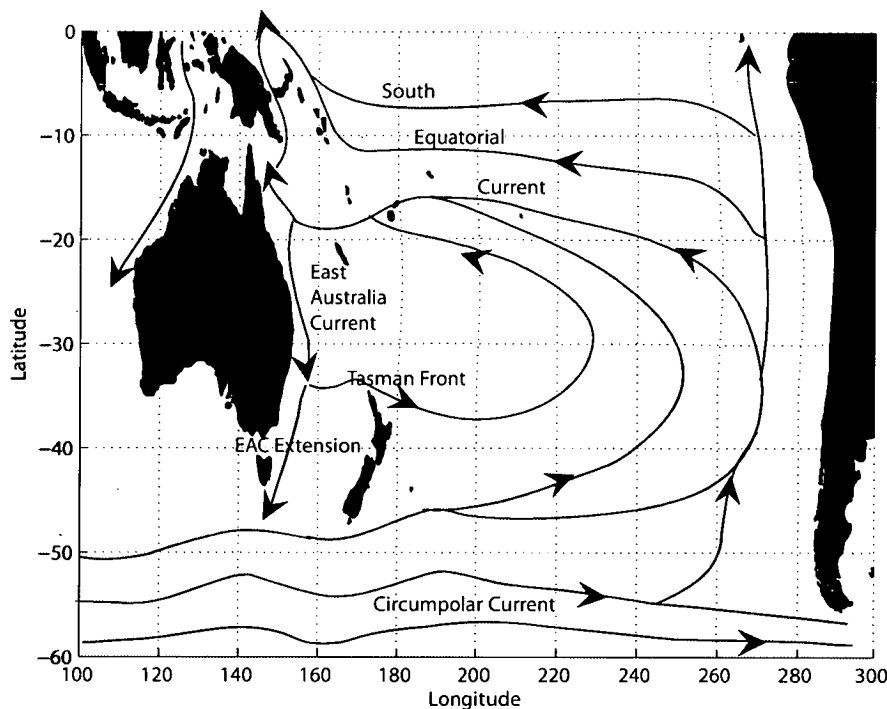 0
South
−10
Equatorial
Current
−20
East
Australia
Current
−30
Tasman Front
−40
EAC Extension
−50
Circumpolar Current
−60
100
120
140
160
180
200
220
240
260
280
300
Latitude
Longitude